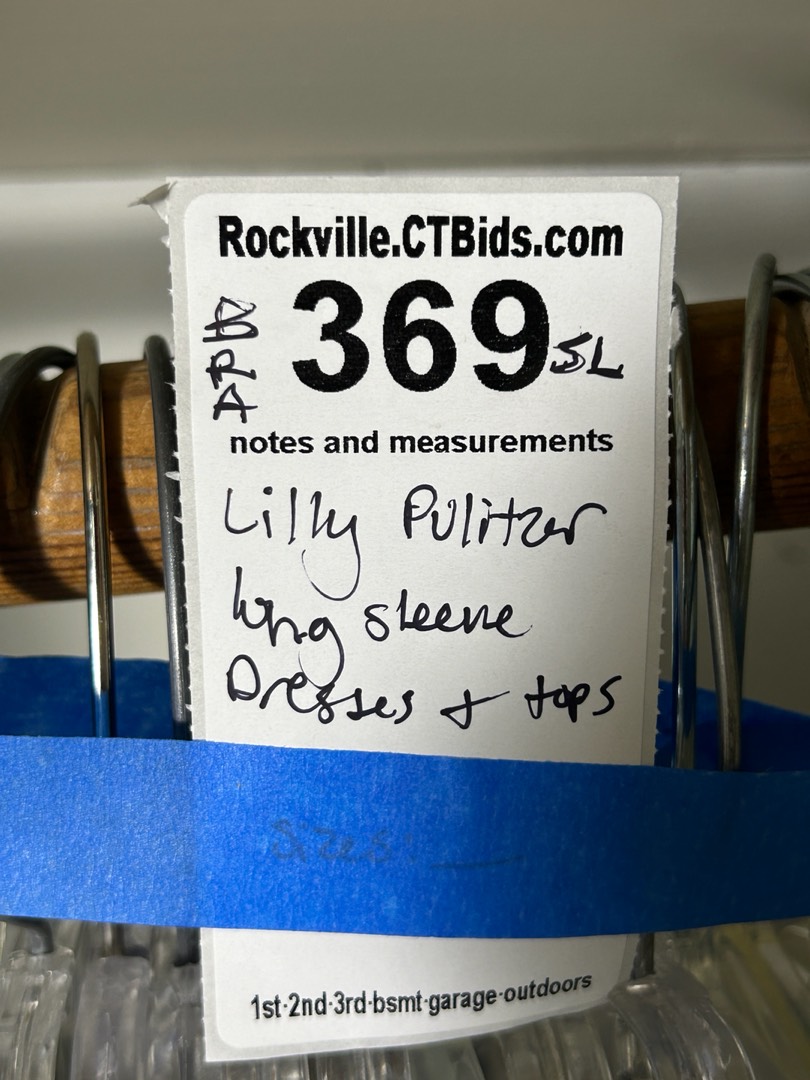 Rockville.CTBids.com
369
SL
notes and measurements
Lilly Pulitzer
long sleeve
Dresses + tops
Sizes:
1st·2nd·3rd·bsmt·garage·outdoors